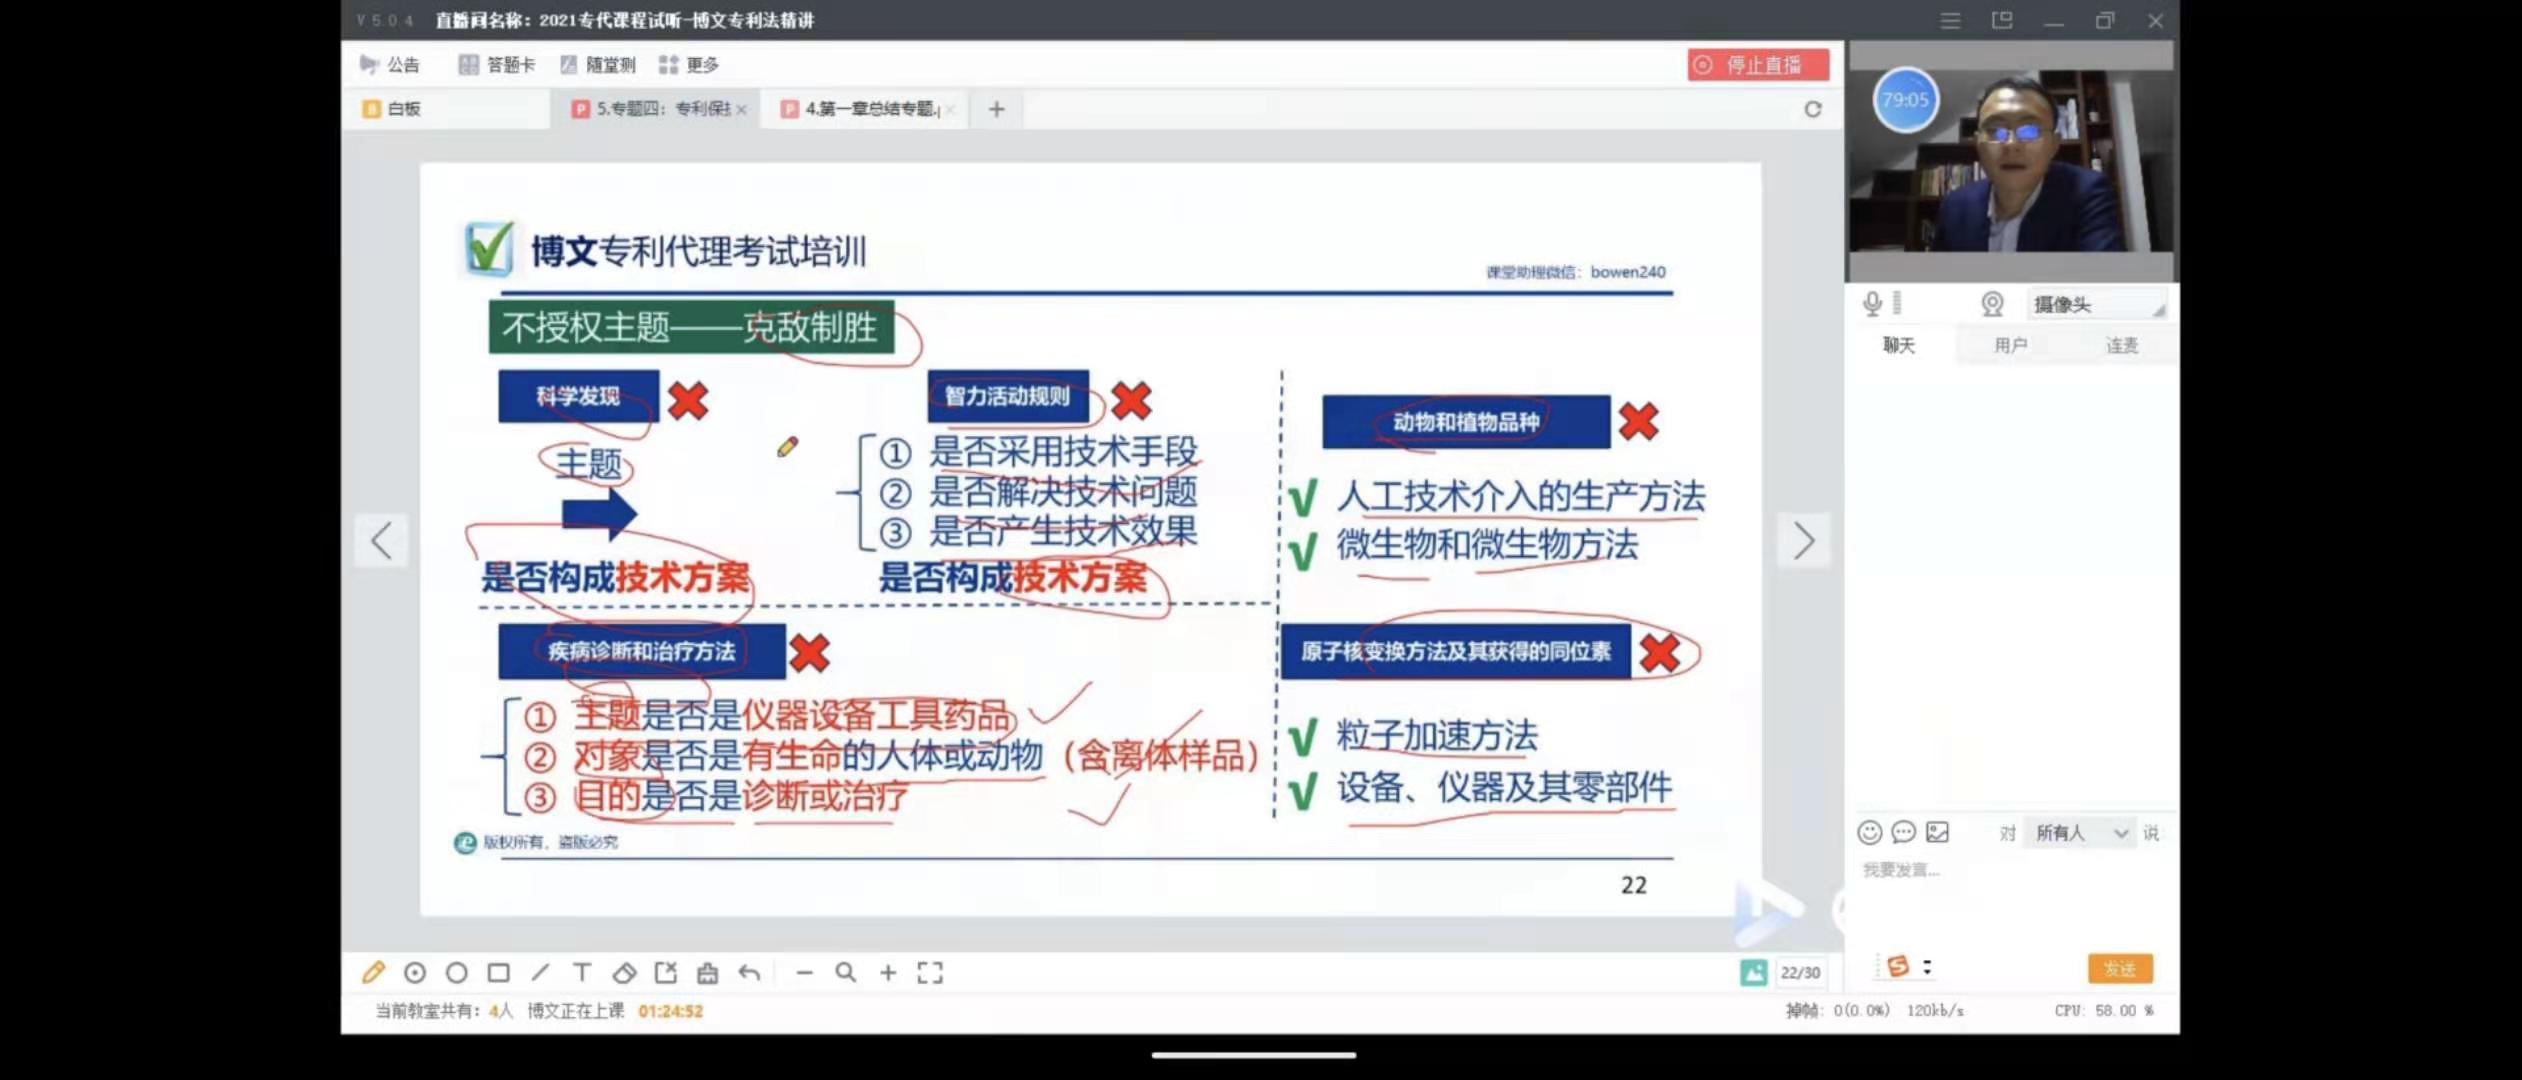 V 5.0.4 直播间名称：2021专代课程试听-博文专利法精讲
公告 答题卡 随堂测 更多 停止直播
白板 5.专题四：专利保 4.第一章总结专题.
79:05
博文专利代理考试培训
课堂助理微信：bowen240
不授权主题——克敌制胜
科学发现
主题
是否构成技术方案
智力活动规则
① 是否采用技术手段
② 是否解决技术问题
③ 是否产生技术效果
是否构成技术方案
动物和植物品种
√ 人工技术介入的生产方法
√ 微生物和微生物方法
疾病诊断和治疗方法
① 主题是否是仪器设备工具药品
② 对象是否是有生命的人体或动物（含离体样品）
③ 目的是否是诊断或治疗
原子核变换方法及其获得的同位素
√ 粒子加速方法
√ 设备、仪器及其零部件
版权所有，盗版必究
22
摄像头
聊天 用户 连麦
对 所有人 说
我要发言...
发送
22/30
当前教室共有：4人 博文正在上课 01:24:52
掉帧：0(0.0%) 120kb/s CPU: 58.00 %